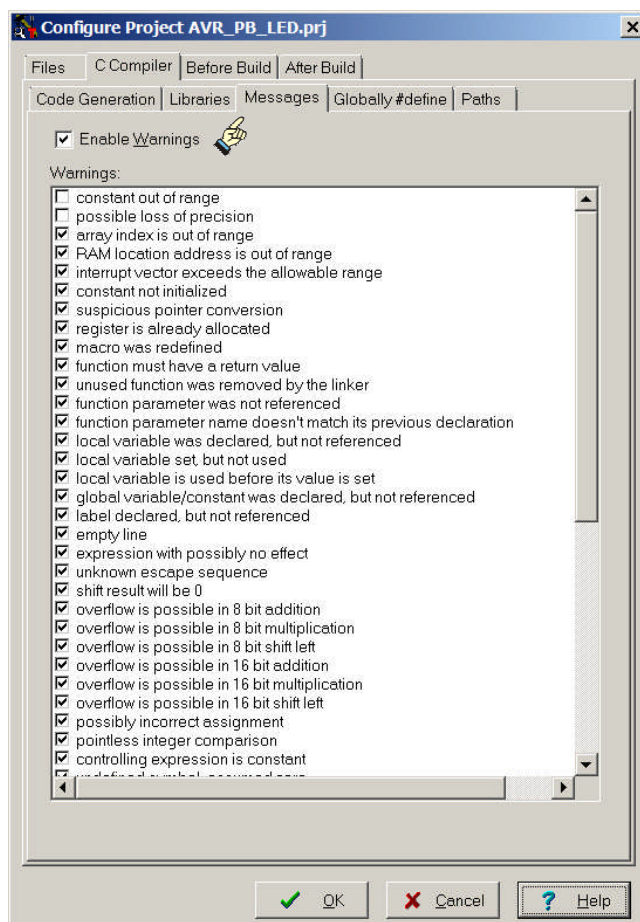 Configure Project AVR_PB_LED.prj
Files C Compiler Before Build After Build
Code Generation Libraries Messages Globally #define Paths
Enable Warnings
Warnings:
constant out of range
possible loss of precision
array index is out of range
RAM location address is out of range
interrupt vector exceeds the allowable range
constant not initialized
suspicious pointer conversion
register is already allocated
macro was redefined
function must have a return value
unused function was removed by the linker
function parameter was not referenced
function parameter name doesn't match its previous declaration
local variable was declared, but not referenced
local variable set, but not used
local variable is used before its value is set
global variable/constant was declared, but not referenced
label declared, but not referenced
empty line
expression with possibly no effect
unknown escape sequence
shift result will be 0
overflow is possible in 8 bit addition
overflow is possible in 8 bit multiplication
overflow is possible in 8 bit shift left
overflow is possible in 16 bit addition
overflow is possible in 16 bit multiplication
overflow is possible in 16 bit shift left
possibly incorrect assignment
pointless integer comparison
controlling expression is constant
OK Cancel Help